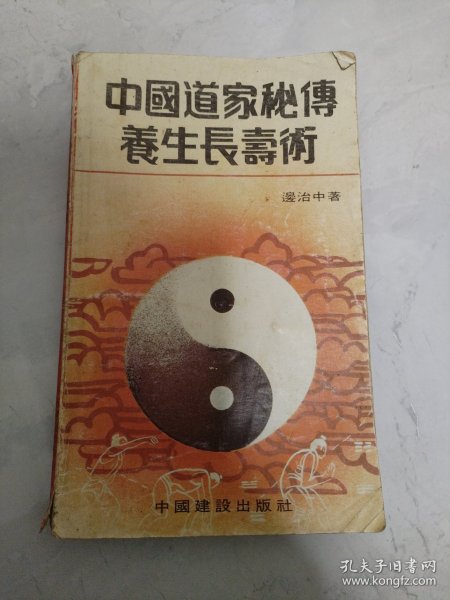 中國道家秘傳
養生長壽術
邊治中著
中國建設出版社
孔夫子旧书网
www.kongfz.com